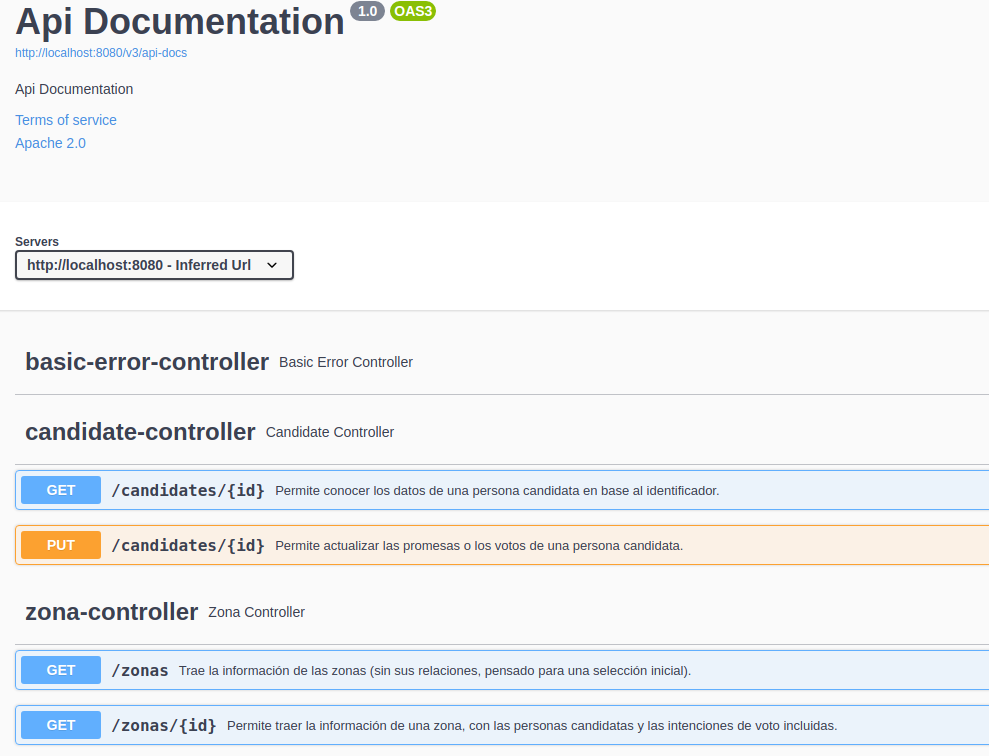 Api Documentation 1.0 OAS3
http://localhost:8080/v3/api-docs
Api Documentation
Terms of service
Apache 2.0
Servers
http://localhost:8080 - Inferred Url
basic-error-controller Basic Error Controller
candidate-controller Candidate Controller
GET /candidates/{id} Permite conocer los datos de una persona candidata en base al identificador.
PUT /candidates/{id} Permite actualizar las promesas o los votos de una persona candidata.
zona-controller Zona Controller
GET /zonas Trae la información de las zonas (sin sus relaciones, pensado para una selección inicial).
GET /zonas/{id} Permite traer la información de una zona, con las personas candidatas y las intenciones de voto incluidas.